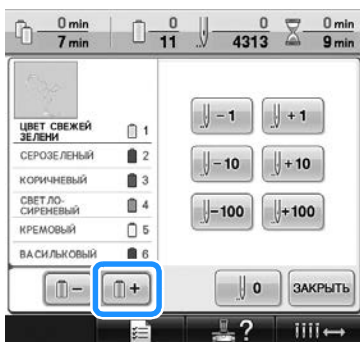 0 min 0 0 0 min
7 min 11 4313 9 min
ЦВЕТ СВЕЖЕЙ
ЗЕЛЕНИ 1
СЕРОЗЕЛЕНЫЙ 2
КОРИЧНЕВЫЙ 3
СВЕТЛО-
СИРЕНЕВЫЙ 4
КРЕМОВЫЙ 5
ВАСИЛЬКОВЫЙ 6
-1 +1
-10 +10
-100 +100
- + 0 ЗАКРЫТЬ
?